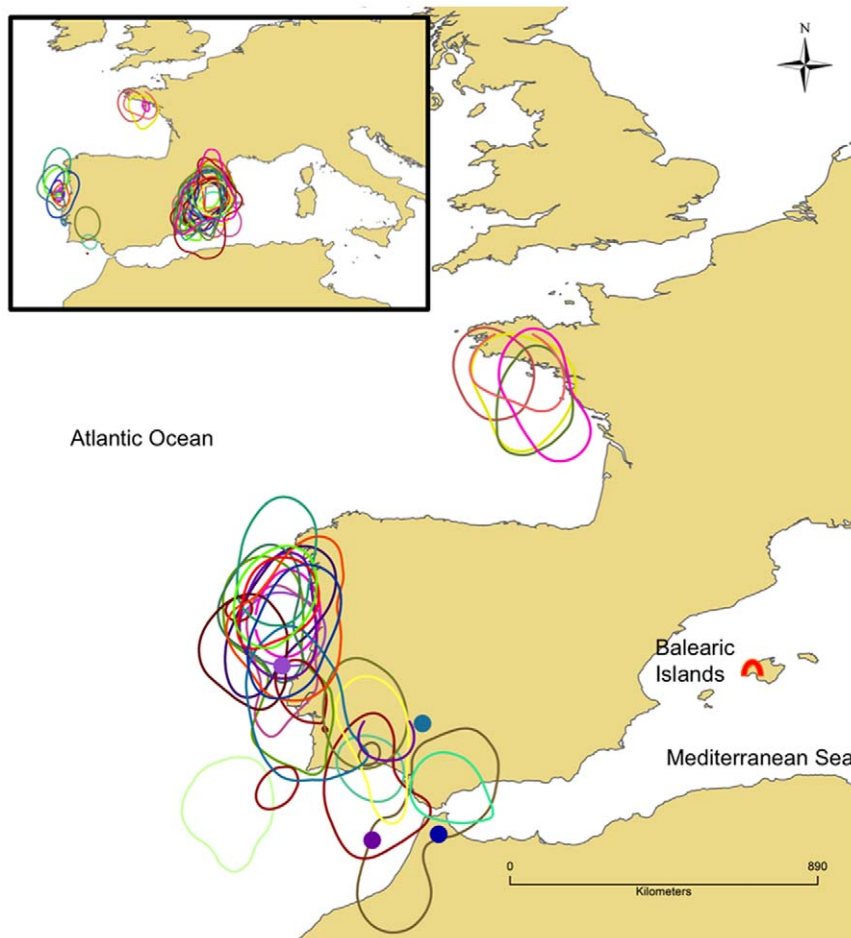 N
Atlantic Ocean
Balearic
Islands
Mediterranean Sea
0
890
Kilometers